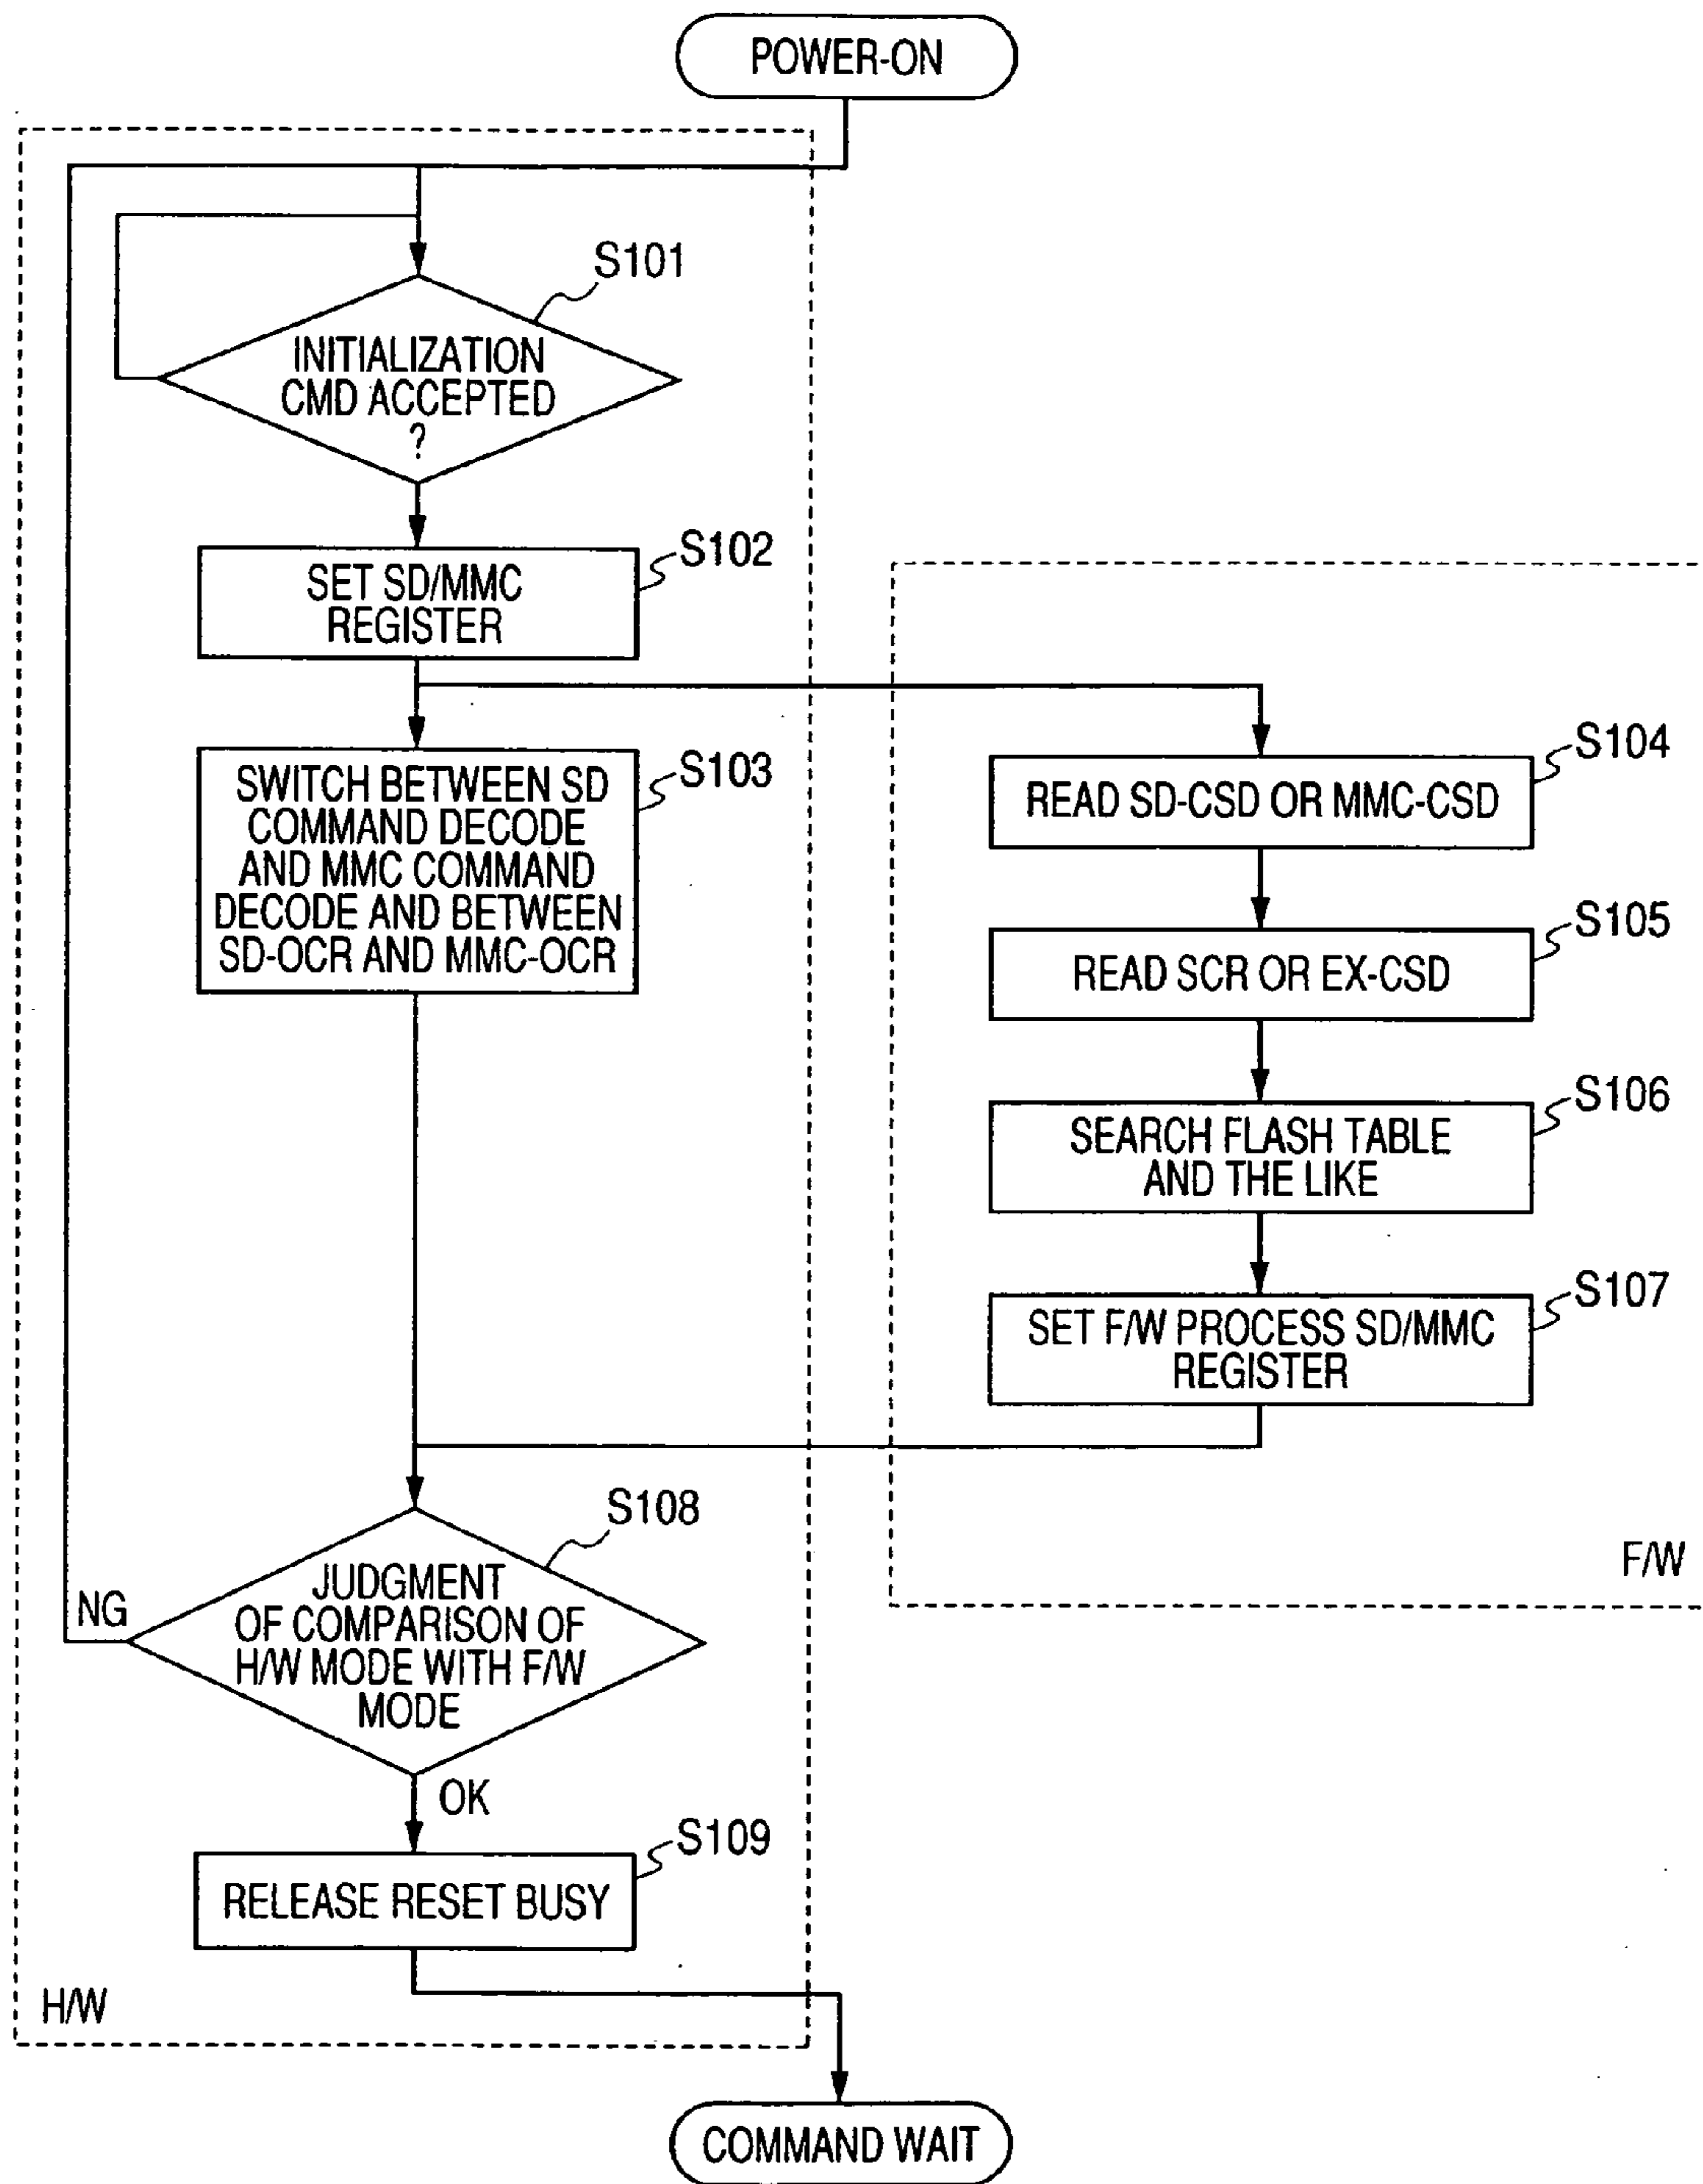 POWER-ON
S101
INITIALIZATION
CMD ACCEPTED
?
S102
SET SD/MMC
REGISTER
S103
SWITCH BETWEEN SD
COMMAND DECODE
AND MMC COMMAND
DECODE AND BETWEEN
SD-OCR AND MMC-OCR
S104
READ SD-CSD OR MMC-CSD
S105
READ SCR OR EX-CSD
S106
SEARCH FLASH TABLE
AND THE LIKE
S107
SET F/W PROCESS SD/MMC
REGISTER
F/W
S108
JUDGMENT
OF COMPARISON OF
H/W MODE WITH F/W
MODE
NG
OK
S109
RELEASE RESET BUSY
H/W
COMMAND WAIT